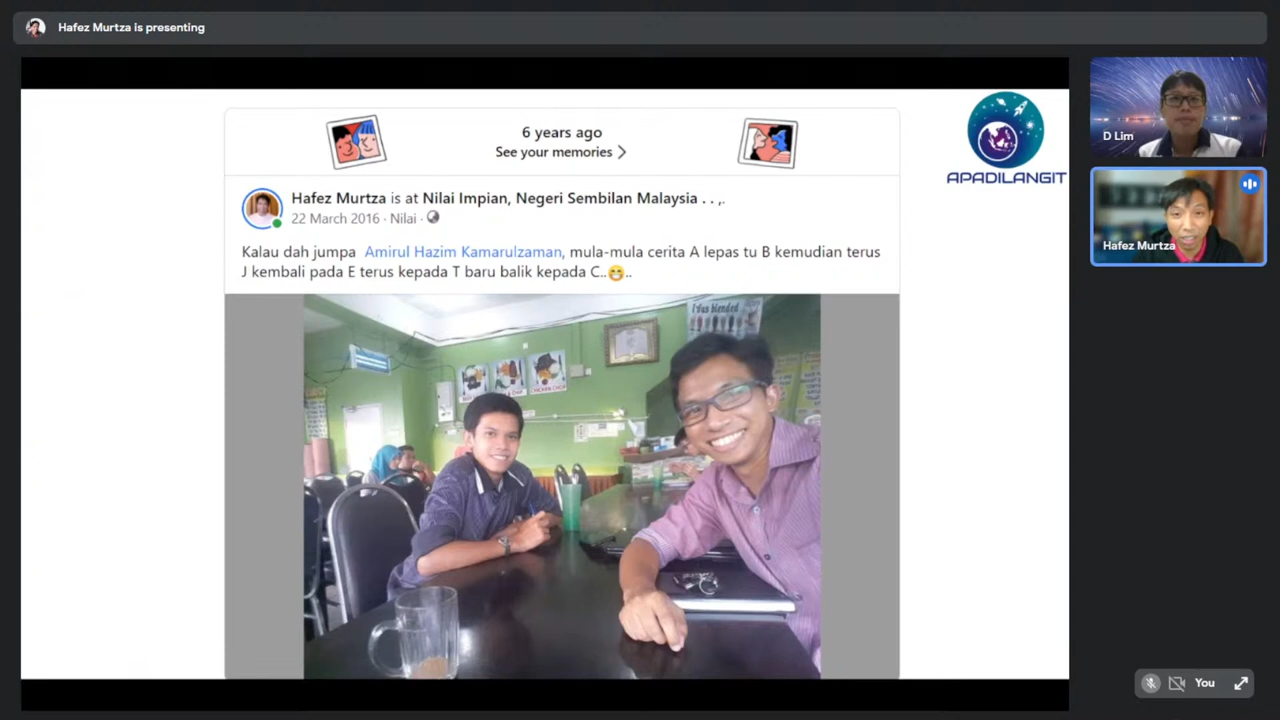 Hafez Murtza is presenting
6 years ago
See your memories
APADILANGIT
Hafez Murtza is at Nilai Impian, Negeri Sembilan Malaysia . . ,.
22 March 2016 · Nilai ·
Kalau dah jumpa Amirul Hazim Kamarulzaman, mula-mula cerita A lepas tu B kemudian terus
J kembali pada E terus kepada T baru balik kepada C..😁..
D Lim
Hafez Murtza
You